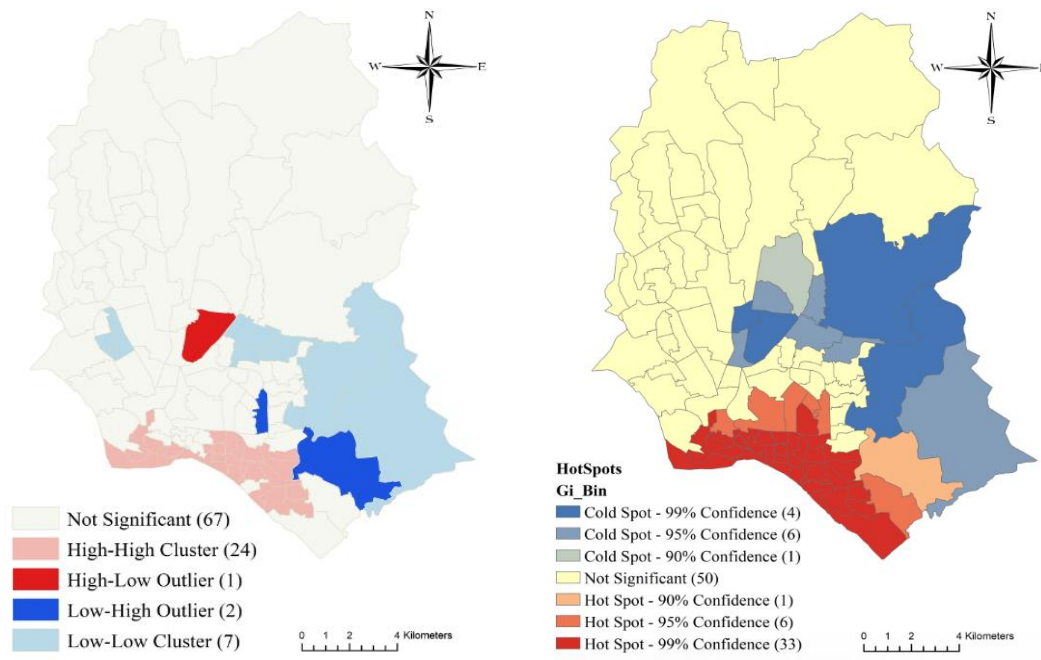 N
W E
S
Not Significant (67)
High-High Cluster (24)
High-Low Outlier (1)
Low-High Outlier (2)
Low-Low Cluster (7)
0 1 2 4 Kilometers
N
W
S
HotSpots
Gi_Bin
Cold Spot - 99% Confidence (4)
Cold Spot - 95% Confidence (6)
Cold Spot - 90% Confidence (1)
Not Significant (50)
Hot Spot - 90% Confidence (1)
Hot Spot - 95% Confidence (6)
Hot Spot - 99% Confidence (33)
0 1 2 4 Kilometers